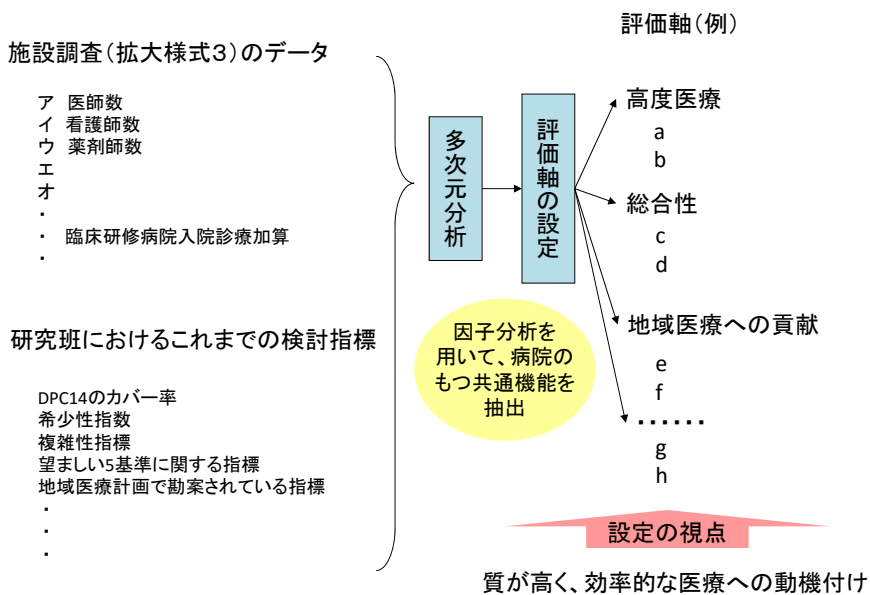 施設調査(拡大様式3)のデータ
ア 医師数
イ 看護師数
ウ 薬剤師数
エ
オ
・
・ 臨床研修病院入院診療加算
・
研究班におけるこれまでの検討指標
DPC14のカバー率
希少性指数
複雑性指標
望ましい5基準に関する指標
地域医療計画で勘案されている指標
・
・
・
多次元分析
評価軸の設定
因子分析を
用いて、病院の
もつ共通機能を
抽出
評価軸(例)
高度医療
a
b
総合性
c
d
地域医療への貢献
e
f
・・・・・・
g
h
設定の視点
質が高く、効率的な医療への動機付け